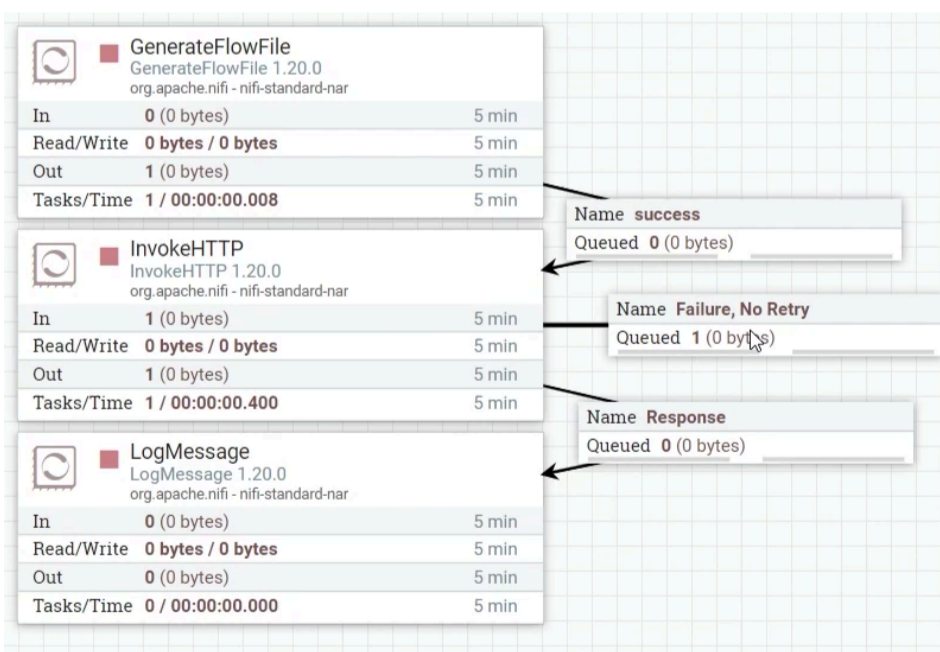 GenerateFlowFile
GenerateFlowFile 1.20.0
org.apache.nifi - nifi-standard-nar
In 0 (0 bytes) 5 min
Read/Write 0 bytes / 0 bytes 5 min
Out 1 (0 bytes) 5 min
Tasks/Time 1 / 00:00:00.008 5 min
Name success
Queued 0 (0 bytes)
InvokeHTTP
InvokeHTTP 1.20.0
org.apache.nifi - nifi-standard-nar
In 1 (0 bytes) 5 min
Read/Write 0 bytes / 0 bytes 5 min
Out 1 (0 bytes) 5 min
Tasks/Time 1 / 00:00:00.400 5 min
Name Failure, No Retry
Queued 1 (0 bytes)
Name Response
Queued 0 (0 bytes)
LogMessage
LogMessage 1.20.0
org.apache.nifi - nifi-standard-nar
In 0 (0 bytes) 5 min
Read/Write 0 bytes / 0 bytes 5 min
Out 0 (0 bytes) 5 min
Tasks/Time 0 / 00:00:00.000 5 min